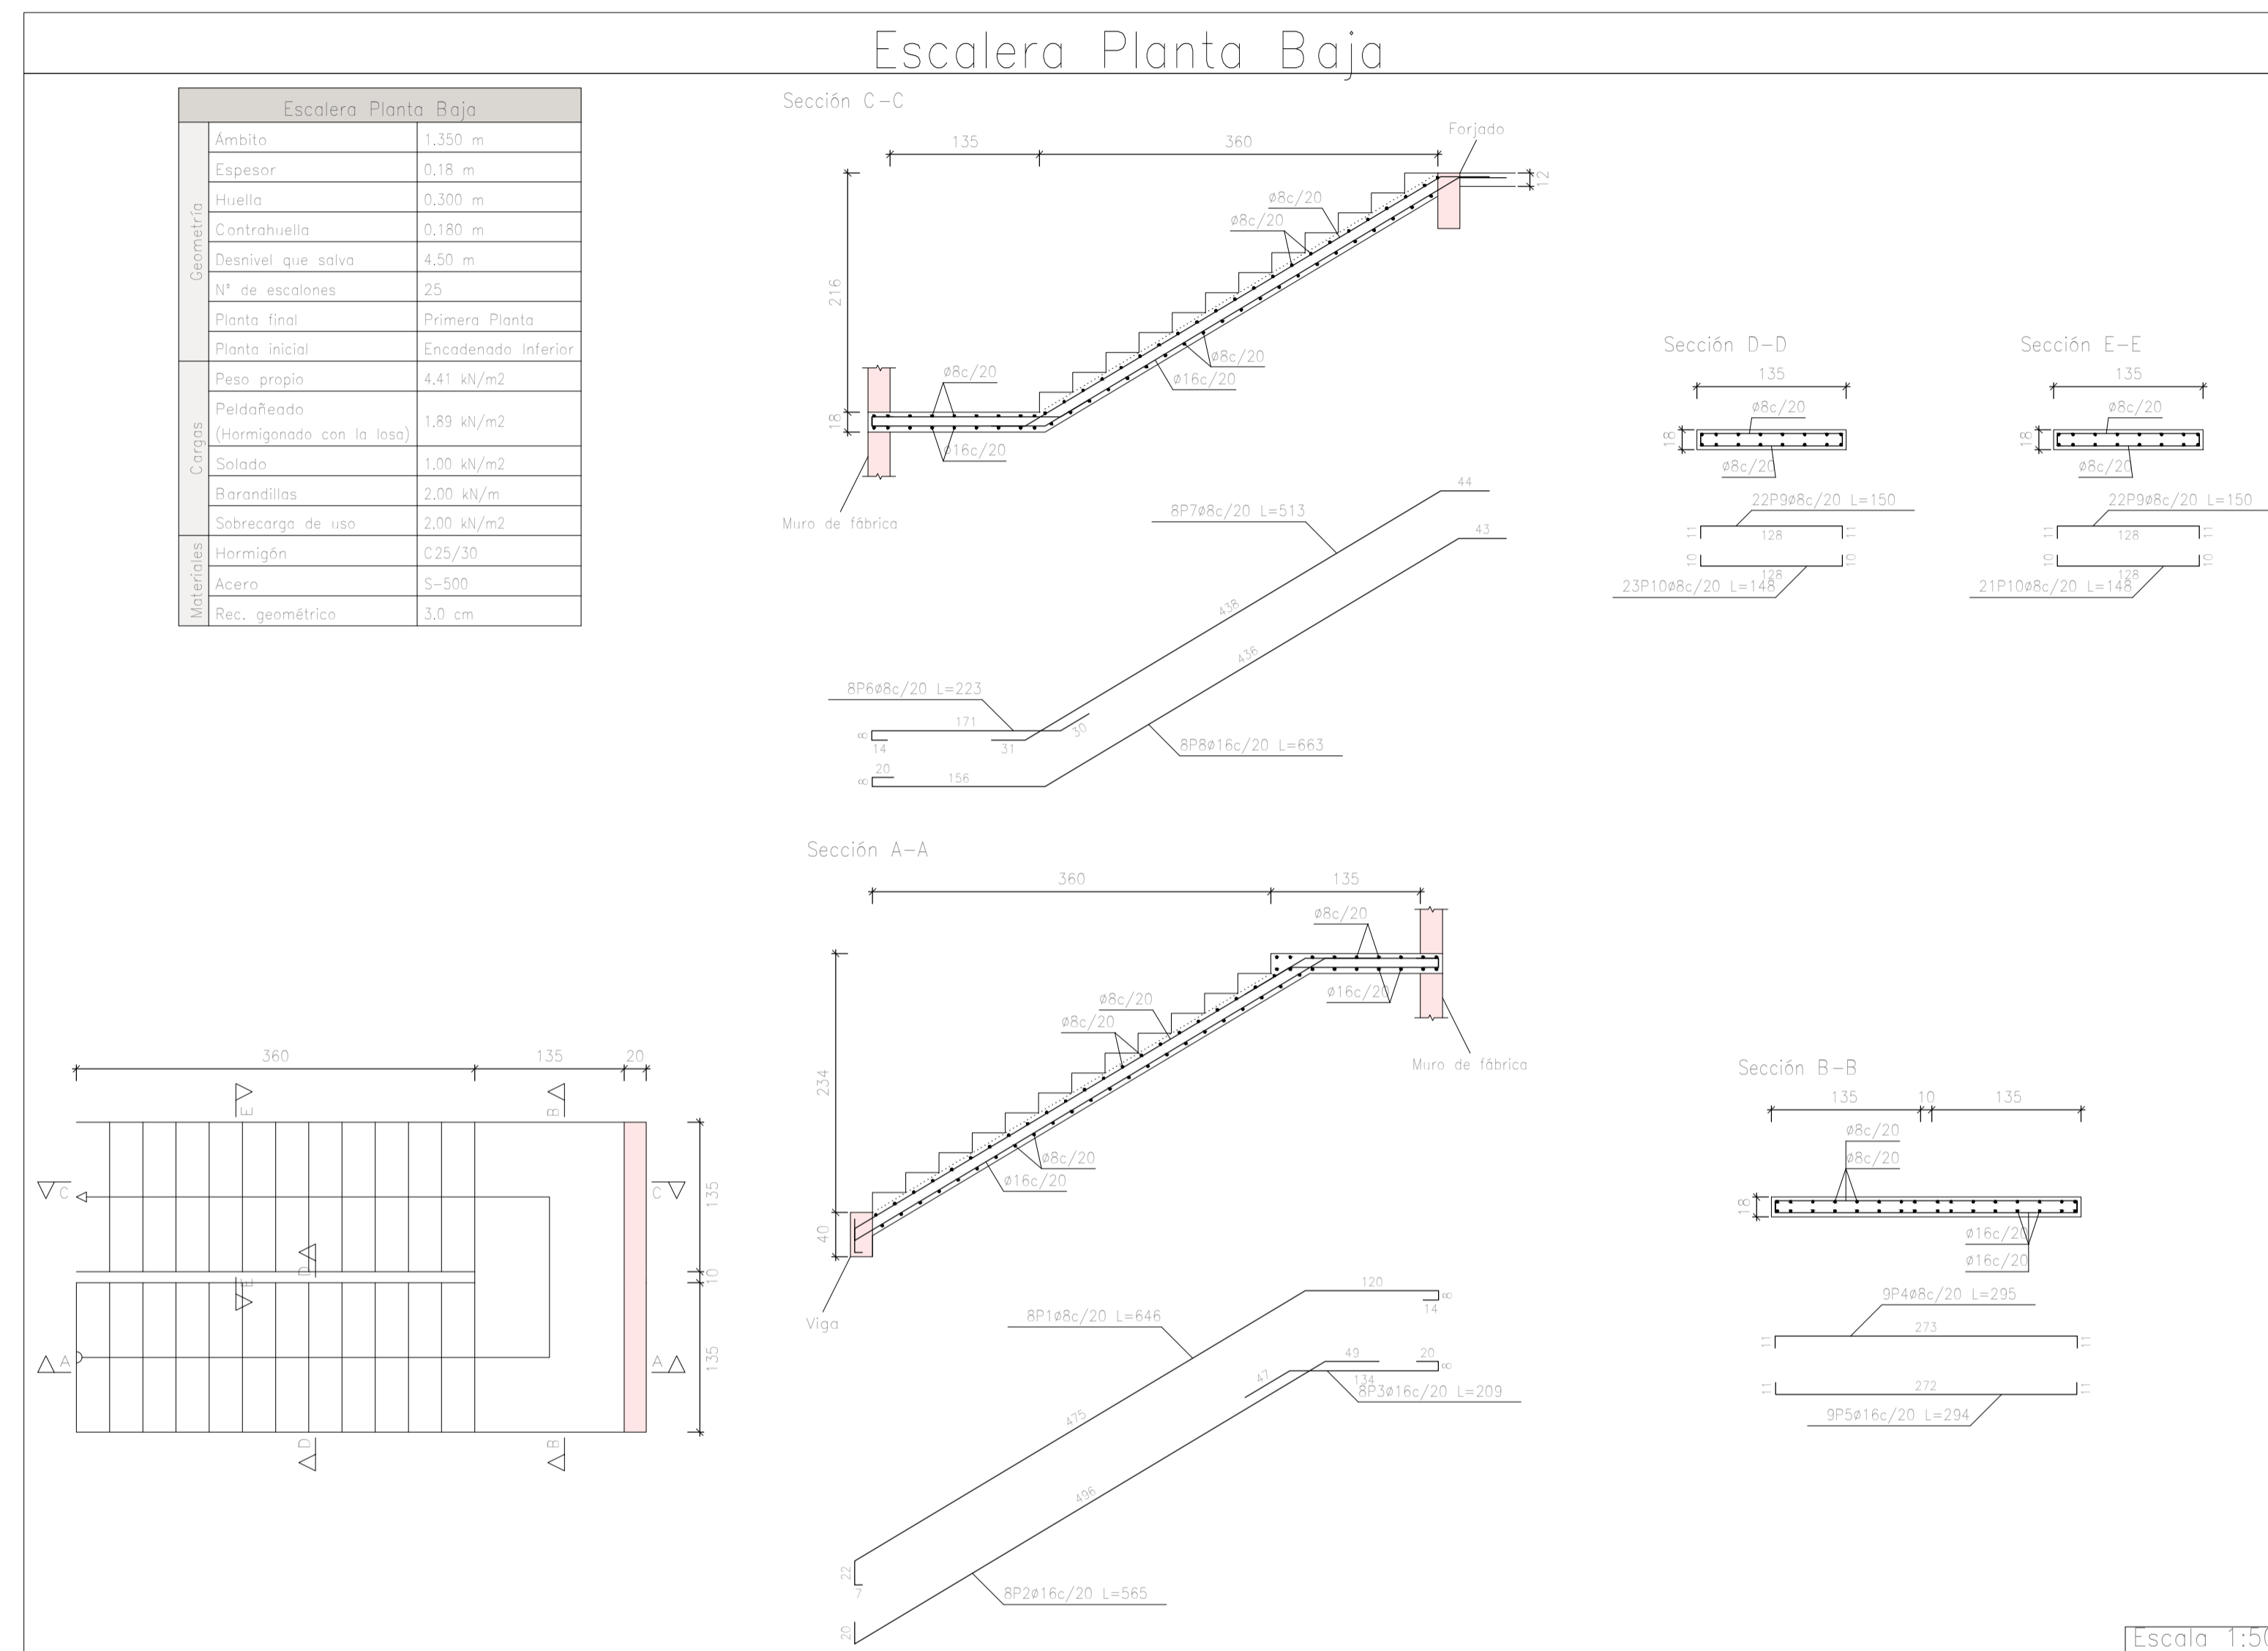 Escalera Planta Baja
Escalera Planta Baja
Geometría
Ámbito 1.350 m
Espesor 0.18 m
Huella 0.300 m
Contrahuella 0.180 m
Desnivel que salva 4.50 m
Nº de escalones 25
Planta final Primera Planta
Planta inicial Encadenado Inferior
Cargas
Peso propio 4.41 kN/m2
Peldañeado
(Hormigonado con la losa) 1.89 kN/m2
Solado 1.00 kN/m2
Barandillas 2.00 kN/m
Sobrecarga de uso 2.00 kN/m2
Materiales
Hormigón C25/30
Acero S-500
Rec. geométrico 3.0 cm
Sección C-C
135
360
Forjado
12
216
18
ø8c/20
ø8c/20
ø8c/20
ø16c/20
ø8c/20
ø16c/20
Muro de fábrica
8P7ø8c/20 L=513
44
438
31
43
436
8P6ø8c/20 L=223
171
30
8
14
8P8ø16c/20 L=663
20
8
156
Sección D-D
135
ø8c/20
18
ø8c/20
22P9ø8c/20 L=150
11
128
11
10
128
10
23P10ø8c/20 L=148
Sección E-E
135
ø8c/20
18
ø8c/20
22P9ø8c/20 L=150
11
128
11
10
128
10
21P10ø8c/20 L=148
Sección A-A
360
135
ø8c/20
ø16c/20
234
40
ø8c/20
ø8c/20
ø8c/20
ø16c/20
Muro de fábrica
Viga
8P1ø8c/20 L=646
120
8
14
475
22
7
49
20
8
47
134
8P3ø16c/20 L=209
496
8P2ø16c/20 L=565
20
Sección B-B
135
10
135
ø8c/20
ø8c/20
18
ø16c/20
ø16c/20
9P4ø8c/20 L=295
11
273
11
11
272
11
9P5ø16c/20 L=294
360
135
20
E
B
C
C
135
D
E
10
A
A
135
D
B